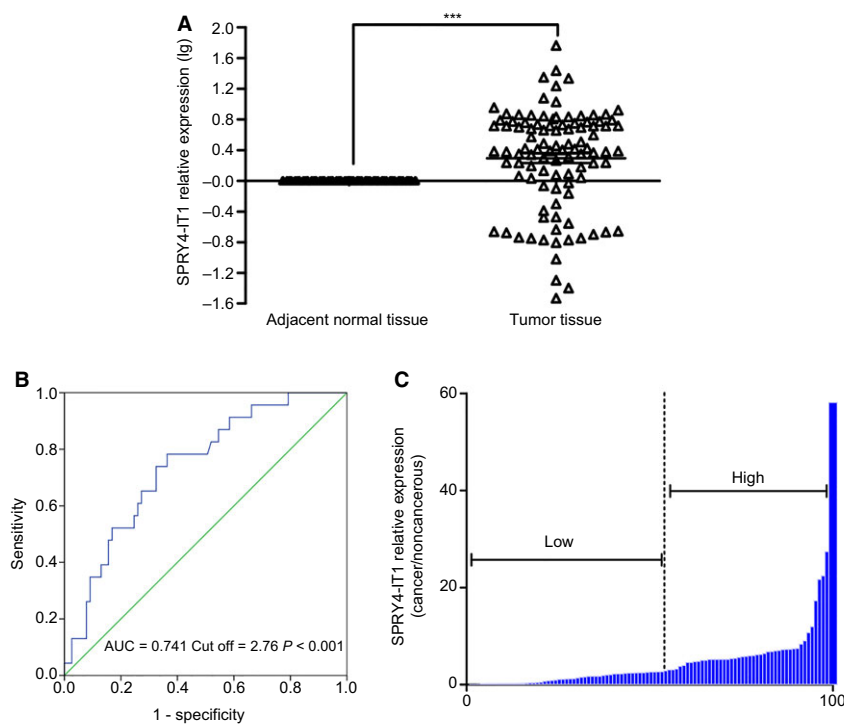 A
***
SPRY4-IT1 relative expression (lg)
2.0
1.6
1.2
0.8
0.4
–0.0
–0.4
–0.8
–1.2
–1.6
Adjacent normal tissue
Tumor tissue
B
Sensitivity
1.0
0.8
0.6
0.4
0.2
0.0
AUC = 0.741 Cut off = 2.76 P < 0.001
0.0 0.2 0.4 0.6 0.8 1.0
1 - specificity
C
SPRY4-IT1 relative expression
(cancer/noncancerous)
60
40
20
0
Low
High
0 100